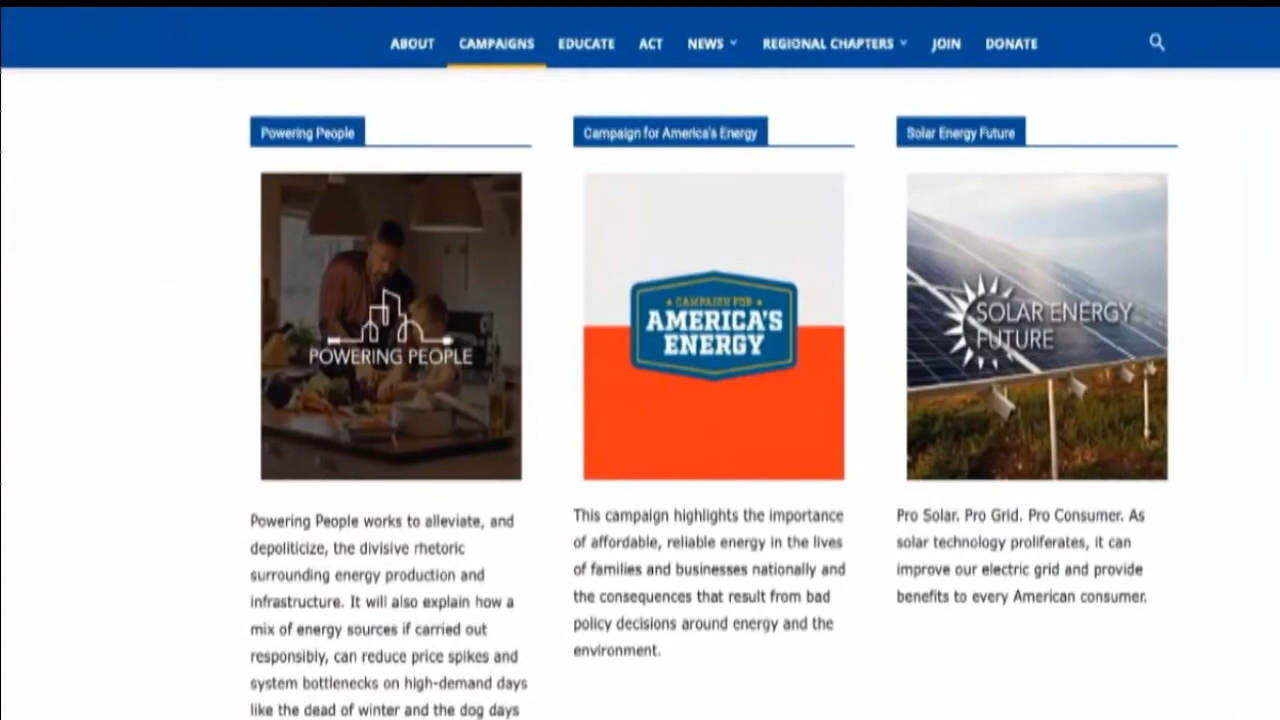 ABOUT CAMPAIGNS EDUCATE ACT NEWS REGIONAL CHAPTERS JOIN DONATE
Powering People
POWERING PEOPLE
Powering People works to alleviate, and
depoliticize, the divisive rhetoric
surrounding energy production and
infrastructure. It will also explain how a
mix of energy sources if carried out
responsibly, can reduce price spikes and
system bottlenecks on high-demand days
like the dead of winter and the dog days
Campaign for America's Energy
CAMPAIGN FOR
AMERICA'S
ENERGY
This campaign highlights the importance
of affordable, reliable energy in the lives
of families and businesses nationally and
the consequences that result from bad
policy decisions around energy and the
environment.
Solar Energy Future
SOLAR ENERGY
FUTURE
Pro Solar. Pro Grid. Pro Consumer. As
solar technology proliferates, it can
improve our electric grid and provide
benefits to every American consumer.